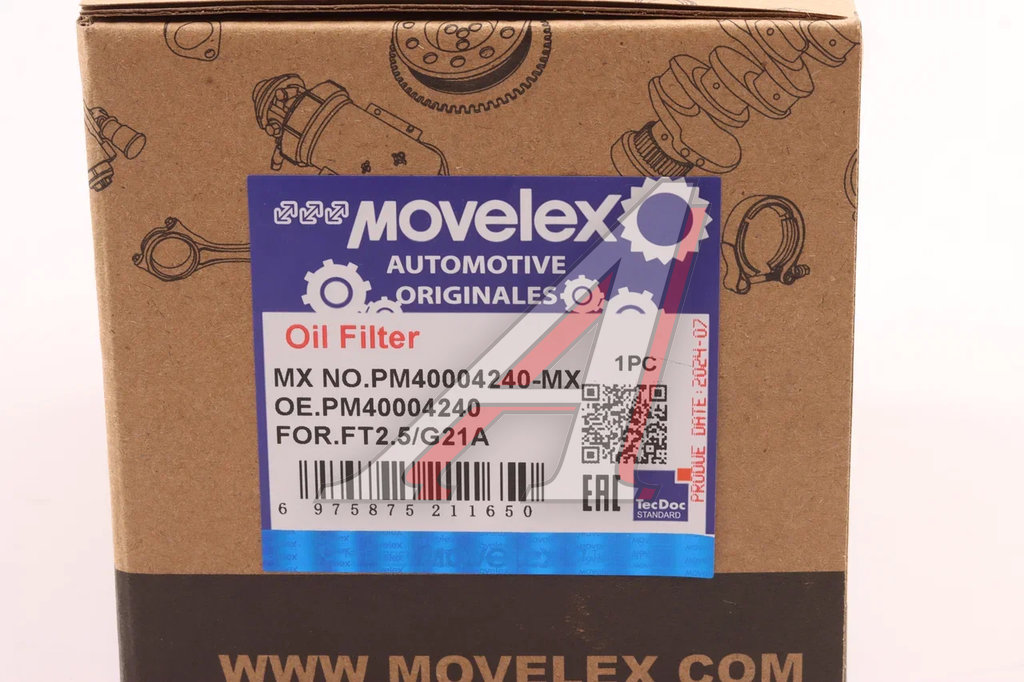 MOVELEX
AUTOMOTIVE
ORIGINALES
Oil Filter
1PC
MX NO.PM40004240-MX
OE.PM40004240
FOR.FT2.5/G21A
6 975875 211650
EAC
TecDoc
STANDARD
PRODUE DATE:2024-07
MOVELEX
WWW.MOVELEX.COM